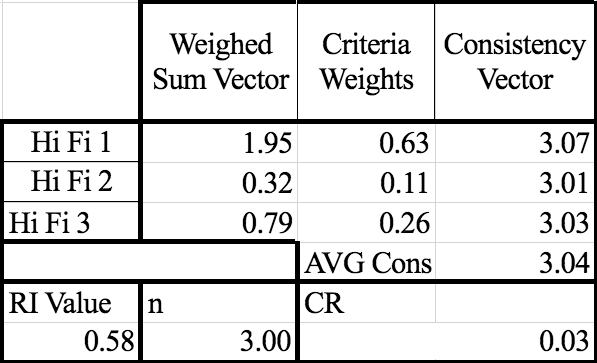 Weighed Sum Vector Criteria Weights Consistency Vector
Hi Fi 1 1.95 0.63 3.07
Hi Fi 2 0.32 0.11 3.01
Hi Fi 3 0.79 0.26 3.03
AVG Cons 3.04
RI Value n CR
0.58 3.00 0.03